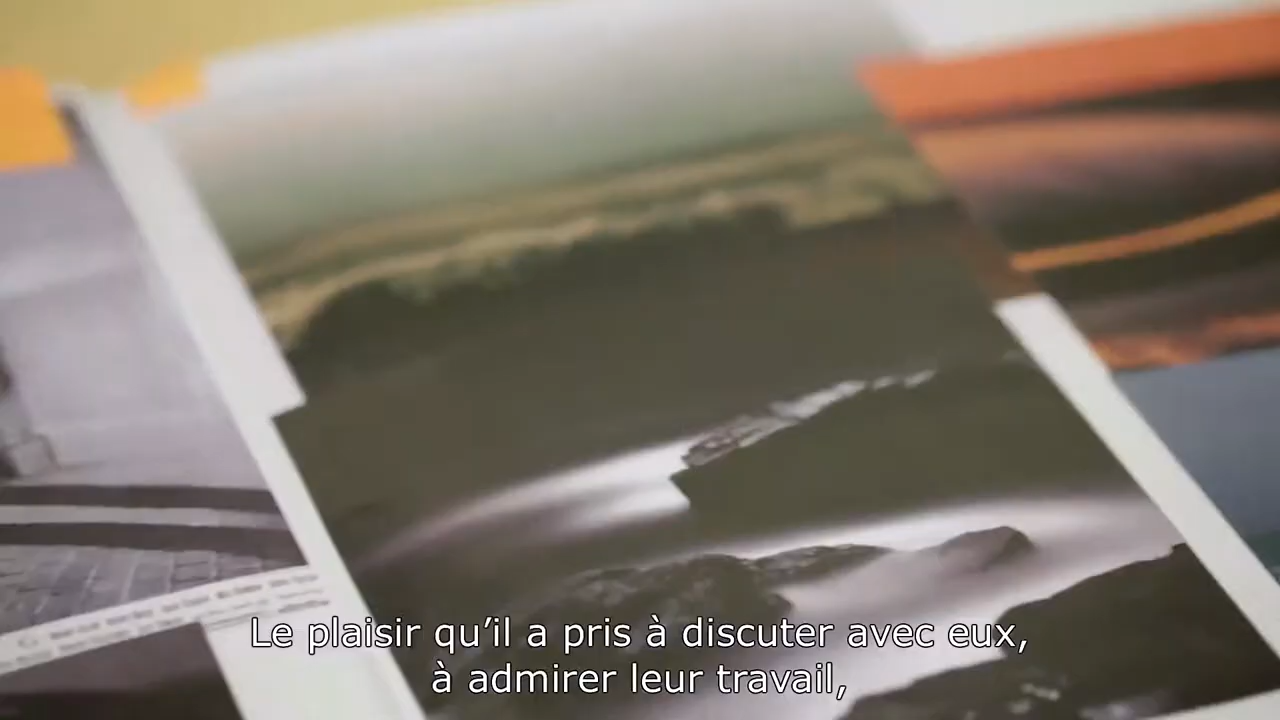 Le plaisir qu’il a pris à discuter avec eux,
à admirer leur travail,